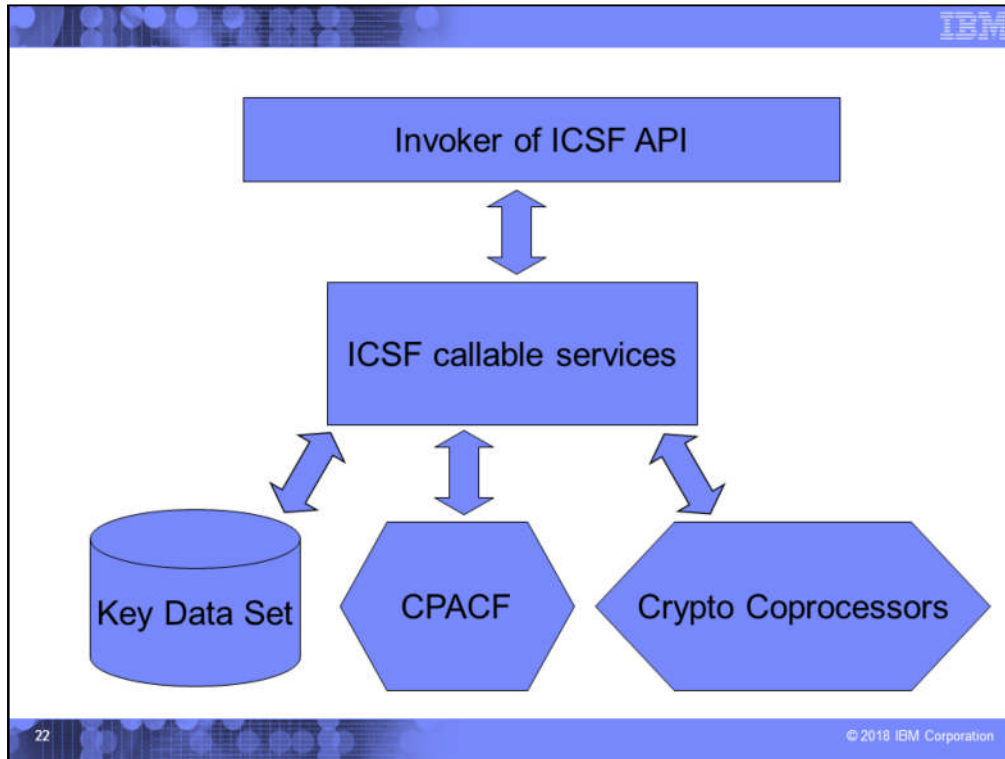 IBM
Invoker of ICSF API
ICSF callable services
Key Data Set
CPACF
Crypto Coprocessors
22
© 2018 IBM Corporation